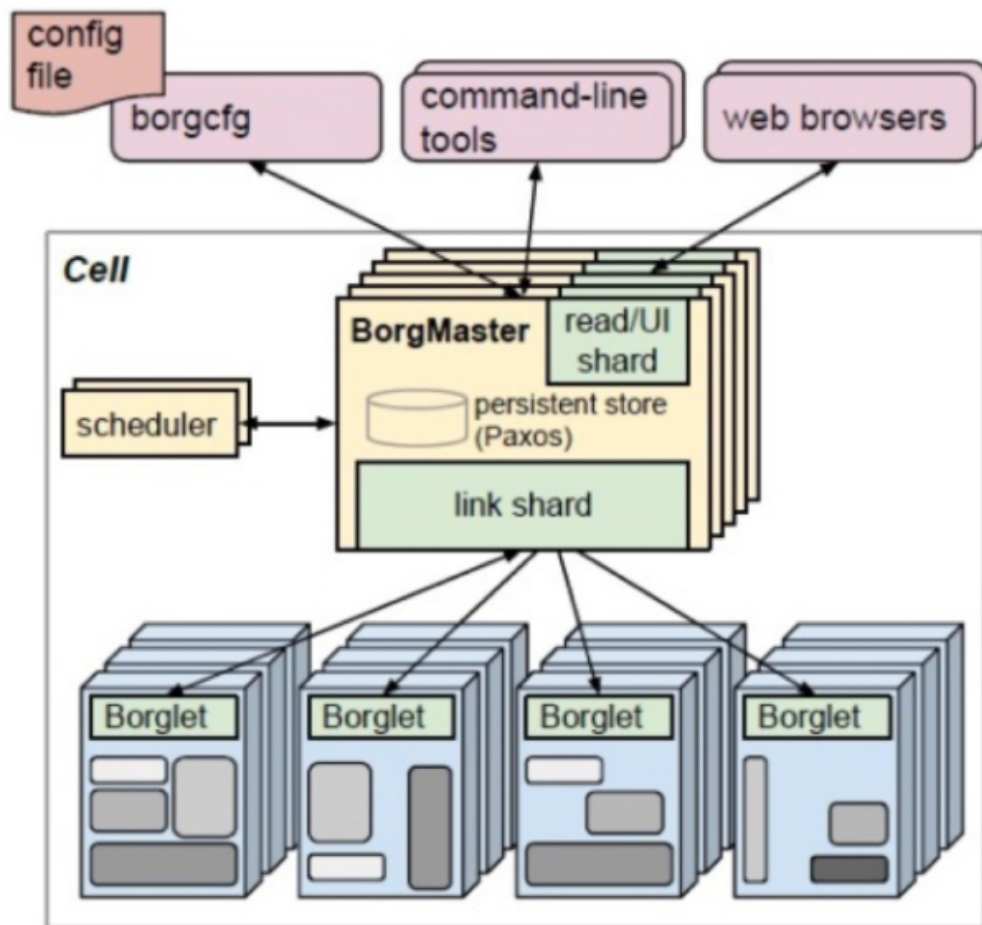 config
file
borgcfg
command-line
tools
web browsers
Cell
BorgMaster
read/UI
shard
persistent store
(Paxos)
scheduler
link shard
Borglet
Borglet
Borglet
Borglet